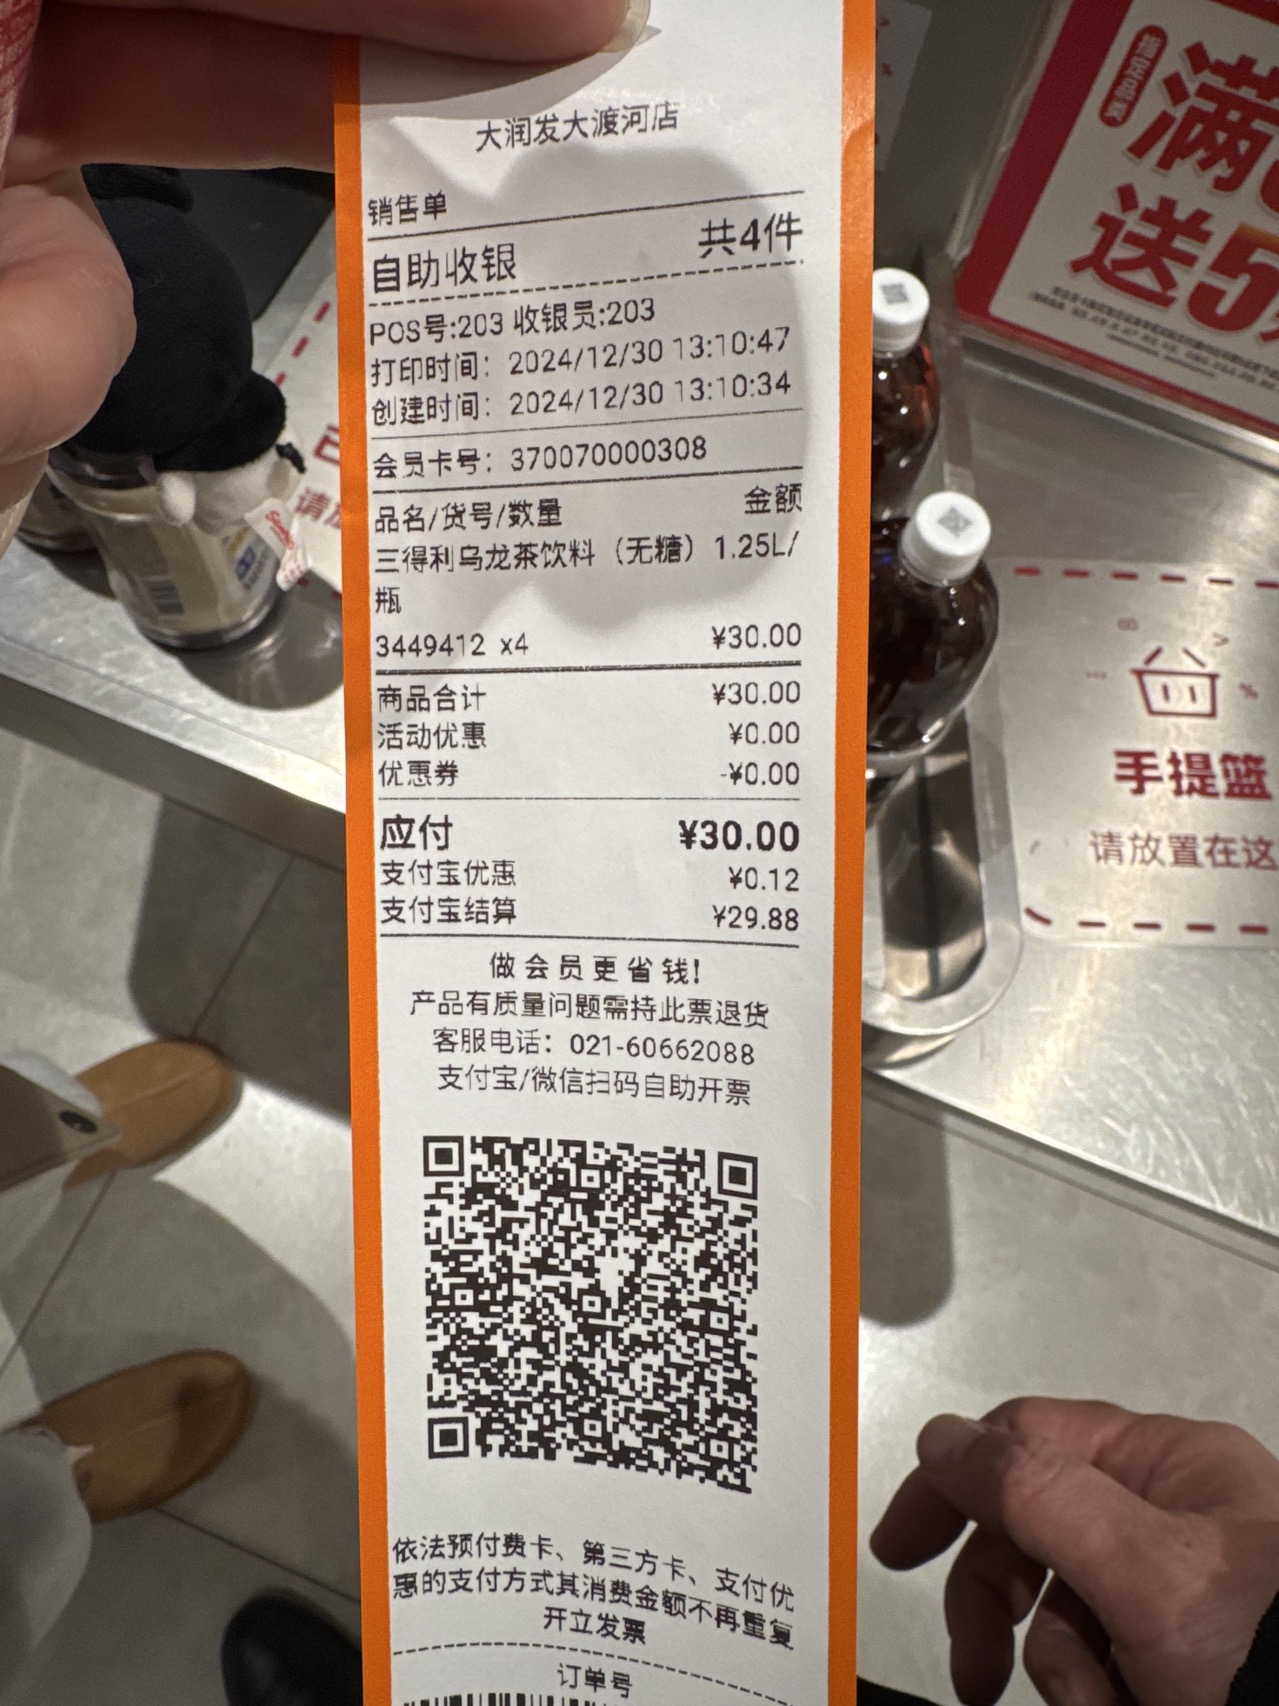 大润发大渡河店
销售单
自助收银 共4件
POS号:203 收银员:203
打印时间: 2024/12/30 13:10:47
创建时间: 2024/12/30 13:10:34
会员卡号: 370070000308
品名/货号/数量 金额
三得利乌龙茶饮料（无糖）1.25L/
瓶
3449412 x4 ¥30.00
商品合计 ¥30.00
活动优惠 ¥0.00
优惠券 -¥0.00
应付 ¥30.00
支付宝优惠 ¥0.12
支付宝结算 ¥29.88
做会员更省钱!
产品有质量问题需持此票退货
客服电话: 021-60662088
支付宝/微信扫码自助开票
依法预付费卡、第三方卡、支付优
惠的支付方式其消费金额不再重复
开立发票
订单号
满
送5
手提篮
请放置在这